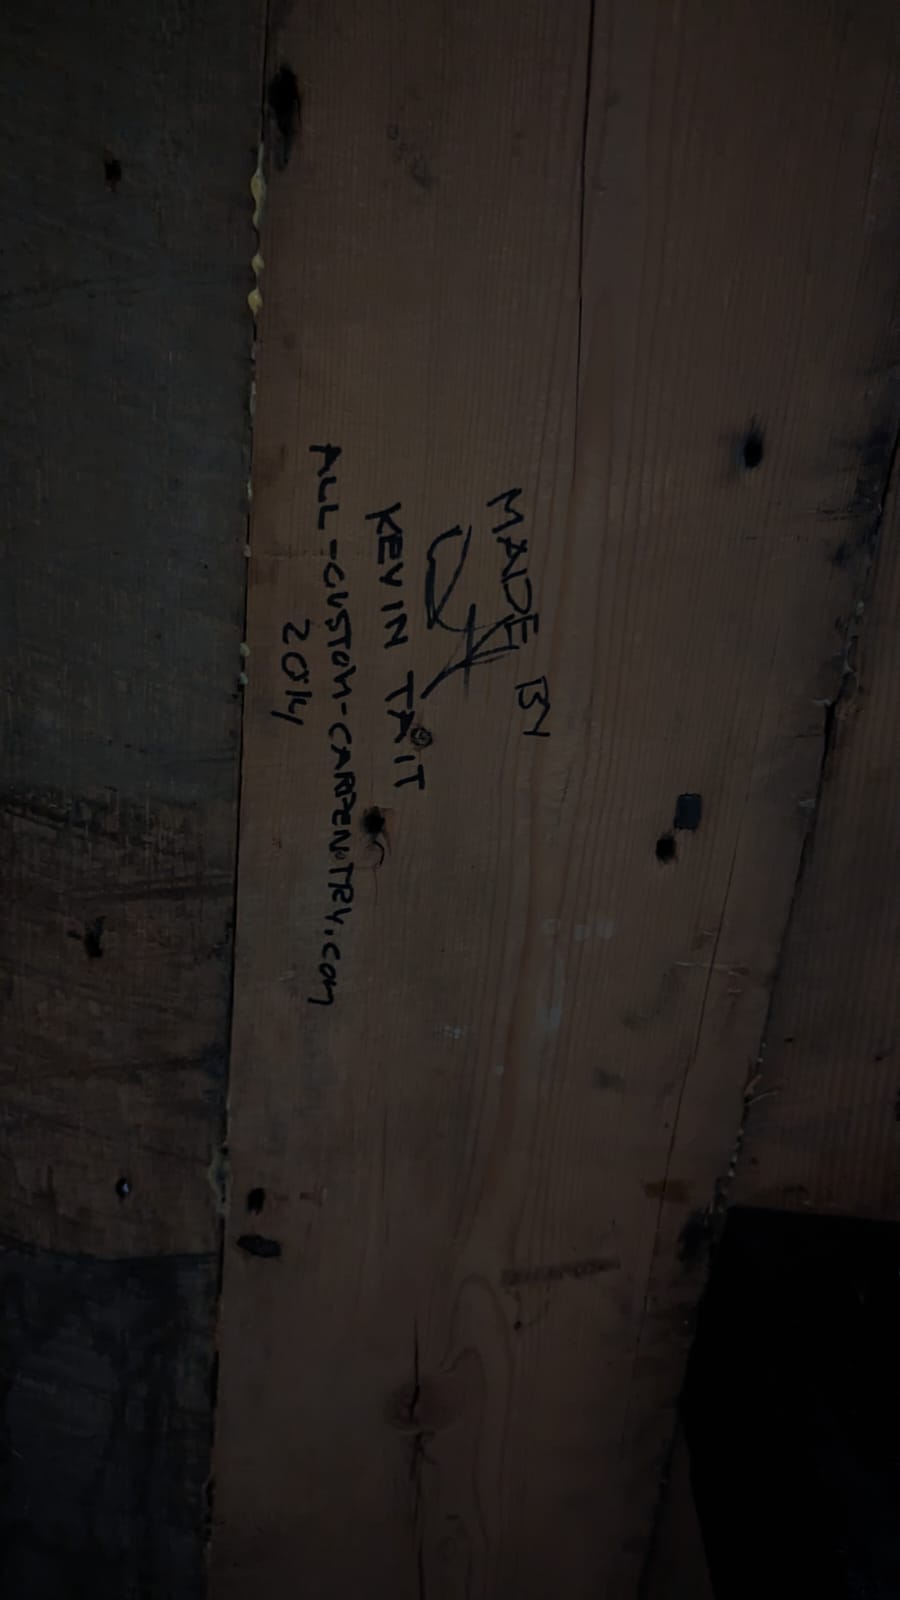 MADE BY
KEVIN TAIT
ALL-CUSTOM-CARPENTRY.COM
2014